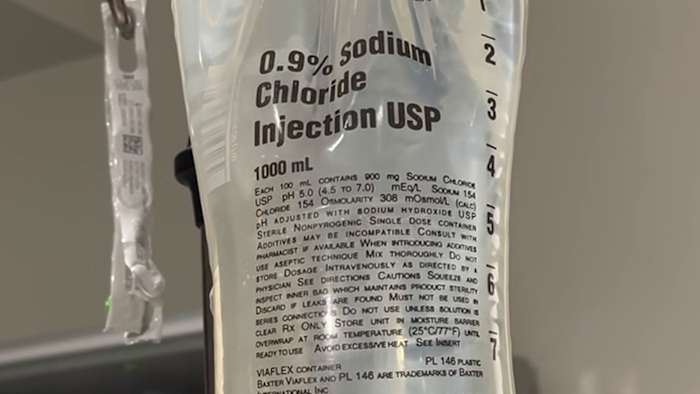 0.9% Sodium
Chloride
Injection USP
1000 mL
EACH 100 mL CONTAINS 900 mg SODIUM CHLORIDE
USP pH 5.0 (4.5 TO 7.0) mEq/L SODIUM 154
CHLORIDE 154 OSMOLARITY 308 mOsmol/L (CALC)
pH ADJUSTED WITH SODIUM HYDROXIDE USP
STERILE NONPYROGENIC SINGLE DOSE CONTAINER
ADDITIVES MAY BE INCOMPATIBLE CONSULT WITH
PHARMACIST IF AVAILABLE WHEN INTRODUCING ADDITIVES
USE ASEPTIC TECHNIQUE MIX THOROUGHLY DO NOT
STORE DOSAGE INTRAVENOUSLY AS DIRECTED BY A
PHYSICIAN SEE DIRECTIONS CAUTIONS SQUEEZE AND
INSPECT INNER BAG WHICH MAINTAINS PRODUCT STERILITY
DISCARD IF LEAKS ARE FOUND MUST NOT BE USED IN
SERIES CONNECTIONS DO NOT USE UNLESS SOLUTION IS
CLEAR RX ONLY STORE UNIT IN MOISTURE BARRIER
OVERWRAP AT ROOM TEMPERATURE (25°C/77°F) UNTIL
READY TO USE AVOID EXCESSIVE HEAT SEE INSERT
VIAFLEX CONTAINER PL 146 PLASTIC
BAXTER VIAFLEX AND PL 146 ARE TRADEMARKS OF BAXTER
INTERNATIONAL INC
2
3
4
5
6
7